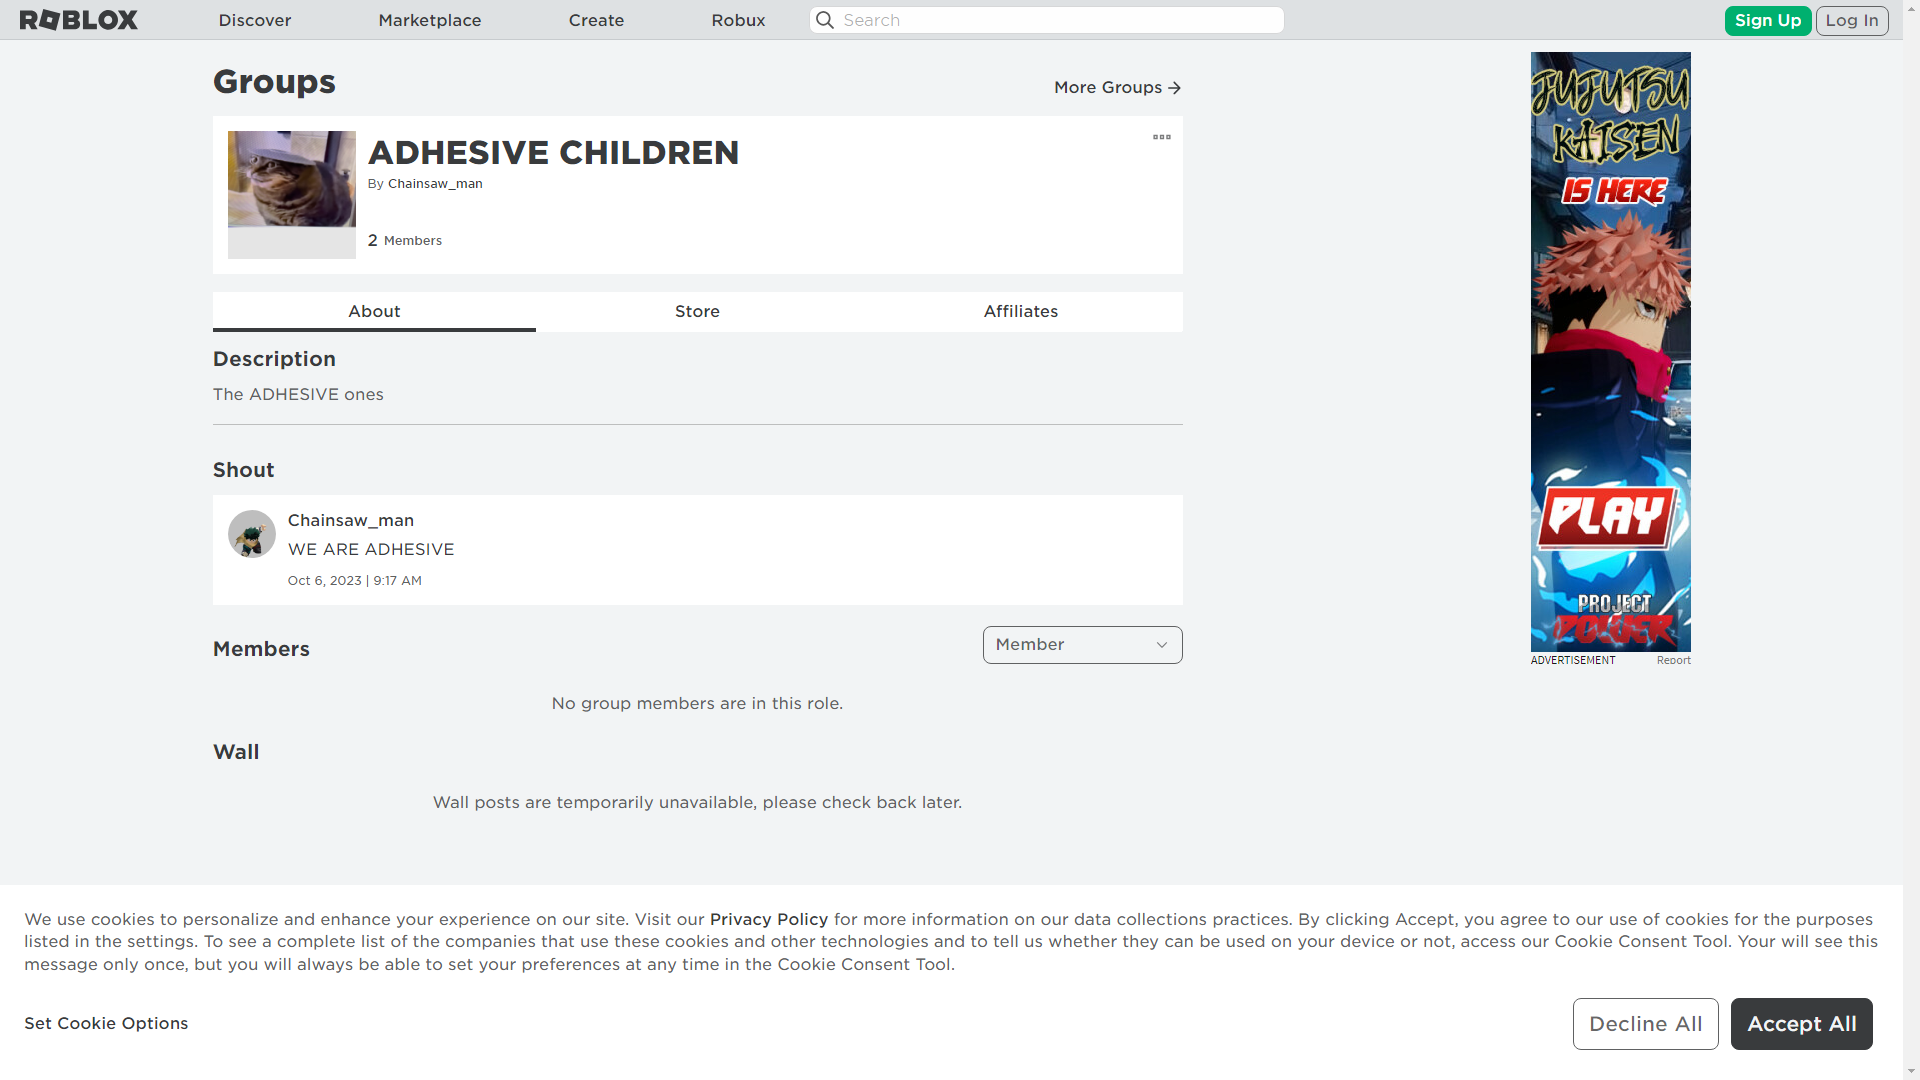 ROBLOX
Discover
Marketplace
Create
Robux
Search
Sign Up
Log In
Groups
More Groups
ADHESIVE CHILDREN
By Chainsaw_man
2 Members
About
Store
Affiliates
Description
The ADHESIVE ones
Shout
Chainsaw_man
WE ARE ADHESIVE
Oct 6, 2023 | 9:17 AM
Members
Member
No group members are in this role.
Wall
Wall posts are temporarily unavailable, please check back later.
JUJUTSU
KAISEN
IS HERE
PLAY
PROJECT
POWER
ADVERTISEMENT
Report
We use cookies to personalize and enhance your experience on our site. Visit our Privacy Policy for more information on our data collections practices. By clicking Accept, you agree to our use of cookies for the purposes
listed in the settings. To see a complete list of the companies that use these cookies and other technologies and to tell us whether they can be used on your device or not, access our Cookie Consent Tool. Your will see this
message only once, but you will always be able to set your preferences at any time in the Cookie Consent Tool.
Set Cookie Options
Decline All
Accept All